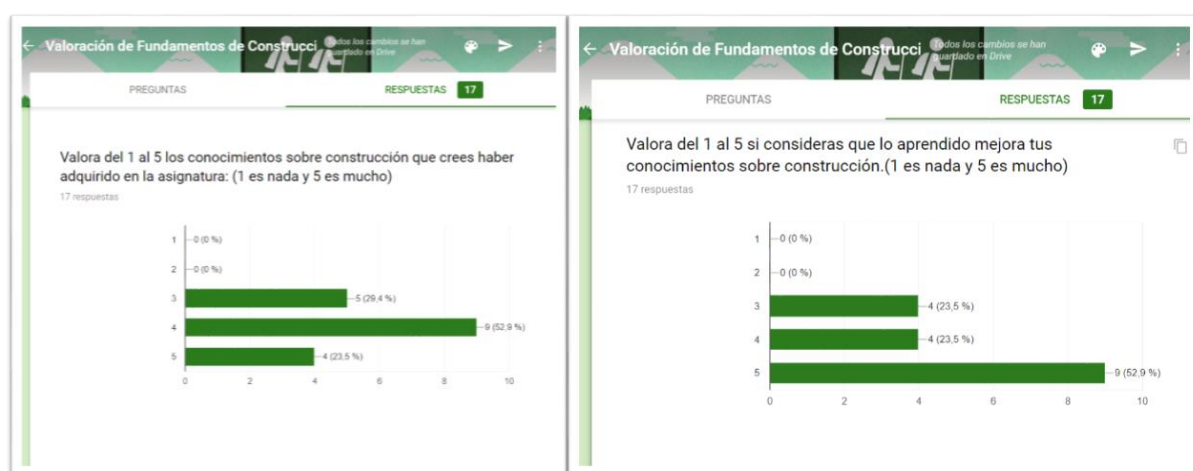 Valoración de Fundamentos de Construcci
Todos los cambios se han
guardado en Drive
PREGUNTAS
RESPUESTAS 17
Valora del 1 al 5 los conocimientos sobre construcción que crees haber
adquirido en la asignatura: (1 es nada y 5 es mucho)
17 respuestas
1 0 (0 %)
2 0 (0 %)
3 5 (29,4 %)
4 9 (52,9 %)
5 4 (23,5 %)
0 2 4 6 8 10
Valoración de Fundamentos de Construcci
Todos los cambios se han
guardado en Drive
PREGUNTAS
RESPUESTAS 17
Valora del 1 al 5 si consideras que lo aprendido mejora tus
conocimientos sobre construcción.(1 es nada y 5 es mucho)
17 respuestas
1 0 (0 %)
2 0 (0 %)
3 4 (23,5 %)
4 4 (23,5 %)
5 9 (52,9 %)
0 2 4 6 8 10